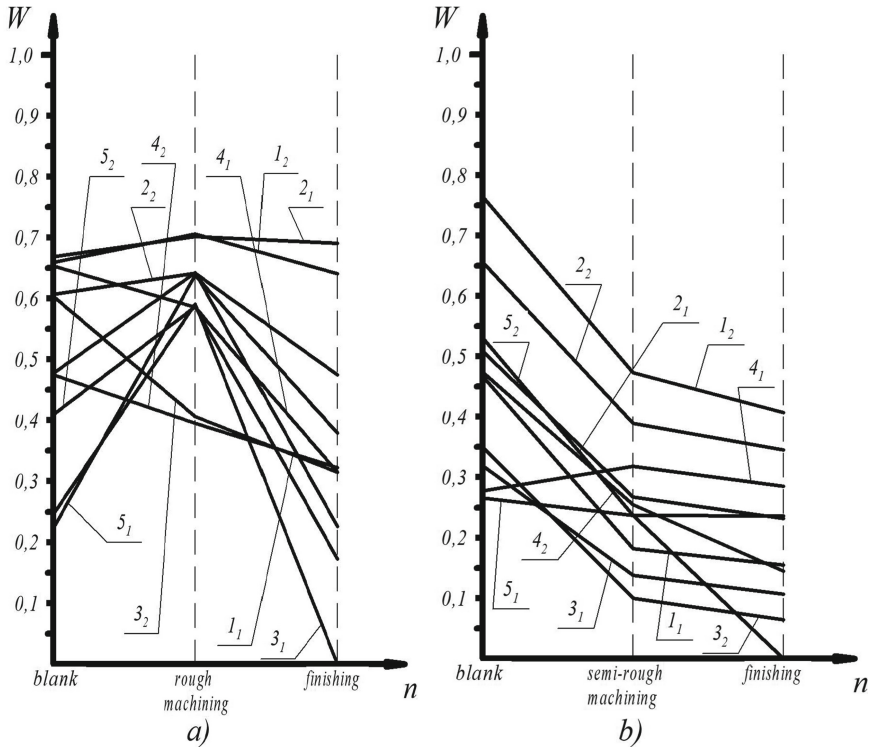 W
1,0
0,9
0,8
0,7
0,6
0,5
0,4
0,3
0,2
0,1
5₂
4₂
2₂
4₁
1₂
2₁
5₁
3₂
1₁
3₁
blank
rough
machining
finishing
n
a)
W
1,0
0,9
0,8
0,7
0,6
0,5
0,4
0,3
0,2
0,1
2₂
5₂
2₁
1₂
4₁
4₂
5₁
3₁
1₁
3₂
blank
semi-rough
machining
finishing
n
b)